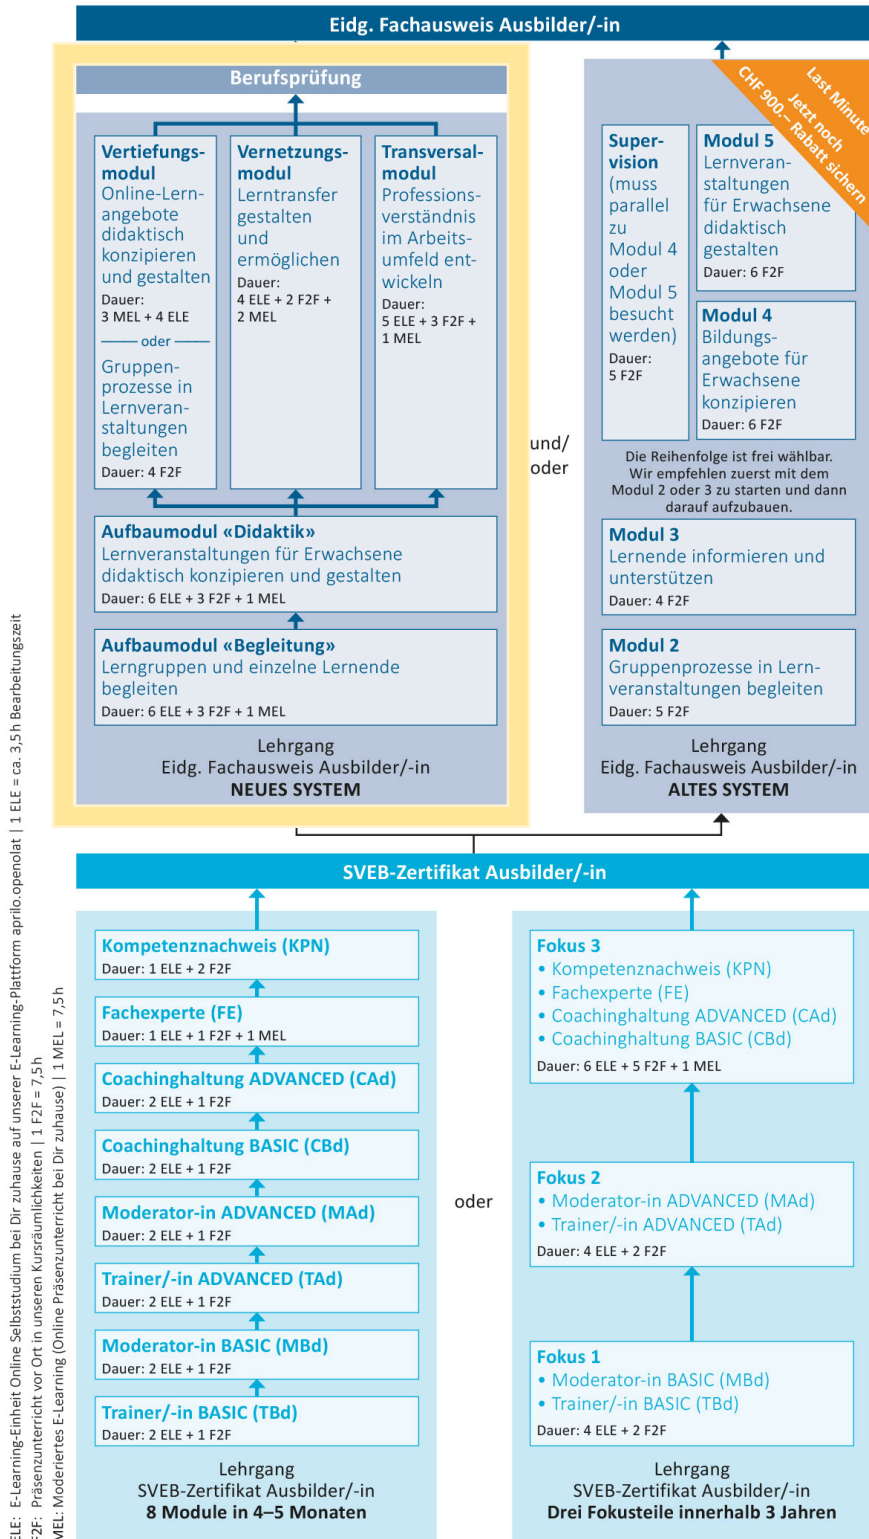 Eidg. Fachausweis Ausbilder/-in
Berufsprüfung
Vertiefungs-
modul
Online-Lern-
angebote
didaktisch
konzipieren
und gestalten
Dauer:
3 MEL + 4 ELE
oder
Gruppen-
prozesse in
Lernveran-
staltungen
begleiten
Dauer: 4 F2F
Vernetzungs-
modul
Lerntransfer
gestalten
und
ermöglichen
Dauer:
4 ELE + 2 F2F +
2 MEL
Transversal-
modul
Professions-
verständnis
im Arbeits-
umfeld ent-
wickeln
Dauer:
5 ELE + 3 F2F +
1 MEL
Aufbaumodul «Didaktik»
Lernveranstaltungen für Erwachsene
didaktisch konzipieren und gestalten
Dauer: 6 ELE + 3 F2F + 1 MEL
Aufbaumodul «Begleitung»
Lerngruppen und einzelne Lernende
begleiten
Dauer: 6 ELE + 3 F2F + 1 MEL
Lehrgang
Eidg. Fachausweis Ausbilder/-in
NEUES SYSTEM
und/
oder
Last Minute
Jetzt noch
CHF 900.– Rabatt sichern
Super-
vision
(muss
parallel
zu
Modul 4
oder
Modul 5
besucht
werden)
Dauer:
5 F2F
Modul 5
Lernveran-
staltungen
für Erwachsene
didaktisch
gestalten
Dauer: 6 F2F
Modul 4
Bildungs-
angebote für
Erwachsene
konzipieren
Dauer: 6 F2F
Die Reihenfolge ist frei wählbar.
Wir empfehlen zuerst mit dem
Modul 2 oder 3 zu starten und dann
darauf aufzubauen.
Modul 3
Lernende informieren und
unterstützen
Dauer: 4 F2F
Modul 2
Gruppenprozesse in Lern-
veranstaltungen begleiten
Dauer: 5 F2F
Lehrgang
Eidg. Fachausweis Ausbilder/-in
ALTES SYSTEM
SVEB-Zertifikat Ausbilder/-in
Kompetenznachweis (KPN)
Dauer: 1 ELE + 2 F2F
Fachexperte (FE)
Dauer: 1 ELE + 1 F2F + 1 MEL
Coachinghaltung ADVANCED (CAd)
Dauer: 2 ELE + 1 F2F
Coachinghaltung BASIC (CBd)
Dauer: 2 ELE + 1 F2F
Moderator-in ADVANCED (MAd)
Dauer: 2 ELE + 1 F2F
Trainer/-in ADVANCED (TAd)
Dauer: 2 ELE + 1 F2F
Moderator-in BASIC (MBd)
Dauer: 2 ELE + 1 F2F
Trainer/-in BASIC (TBd)
Dauer: 2 ELE + 1 F2F
Lehrgang
SVEB-Zertifikat Ausbilder/-in
8 Module in 4–5 Monaten
oder
Fokus 3
• Kompetenznachweis (KPN)
• Fachexperte (FE)
• Coachinghaltung ADVANCED (CAd)
• Coachinghaltung BASIC (CBd)
Dauer: 6 ELE + 5 F2F + 1 MEL
Fokus 2
• Moderator-in ADVANCED (MAd)
• Trainer/-in ADVANCED (TAd)
Dauer: 4 ELE + 2 F2F
Fokus 1
• Moderator-in BASIC (MBd)
• Trainer/-in BASIC (TBd)
Dauer: 4 ELE + 2 F2F
Lehrgang
SVEB-Zertifikat Ausbilder/-in
Drei Fokusteile innerhalb 3 Jahren
ELE: E-Learning-Einheit Online Selbststudium bei Dir zuhause auf unserer E-Learning-Plattform aprilo.openolat | 1 ELE = ca. 3,5h Bearbeitungszeit
F2F: Präsenzunterricht vor Ort in unseren Kursräumlichkeiten | 1 F2F = 7,5h
MEL: Moderiertes E-Learning (Online Präsenzunterricht bei Dir zuhause) | 1 MEL = 7,5h